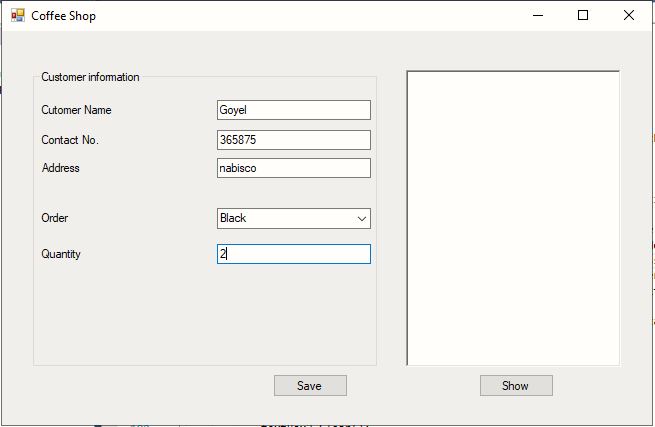 Coffee Shop
Customer information
Cutomer Name Goyel
Contact No. 365875
Address nabisco
Order Black
Quantity 2
Save Show